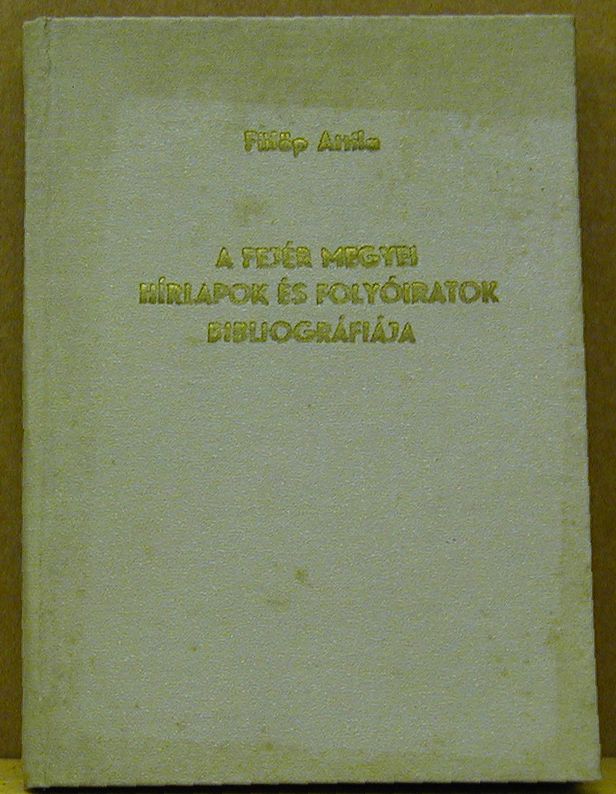 Fülöp Attila
A FEJÉR MEGYEI
HÍRLAPOK ÉS FOLYÓIRATOK
BIBLIOGRÁFIÁJA